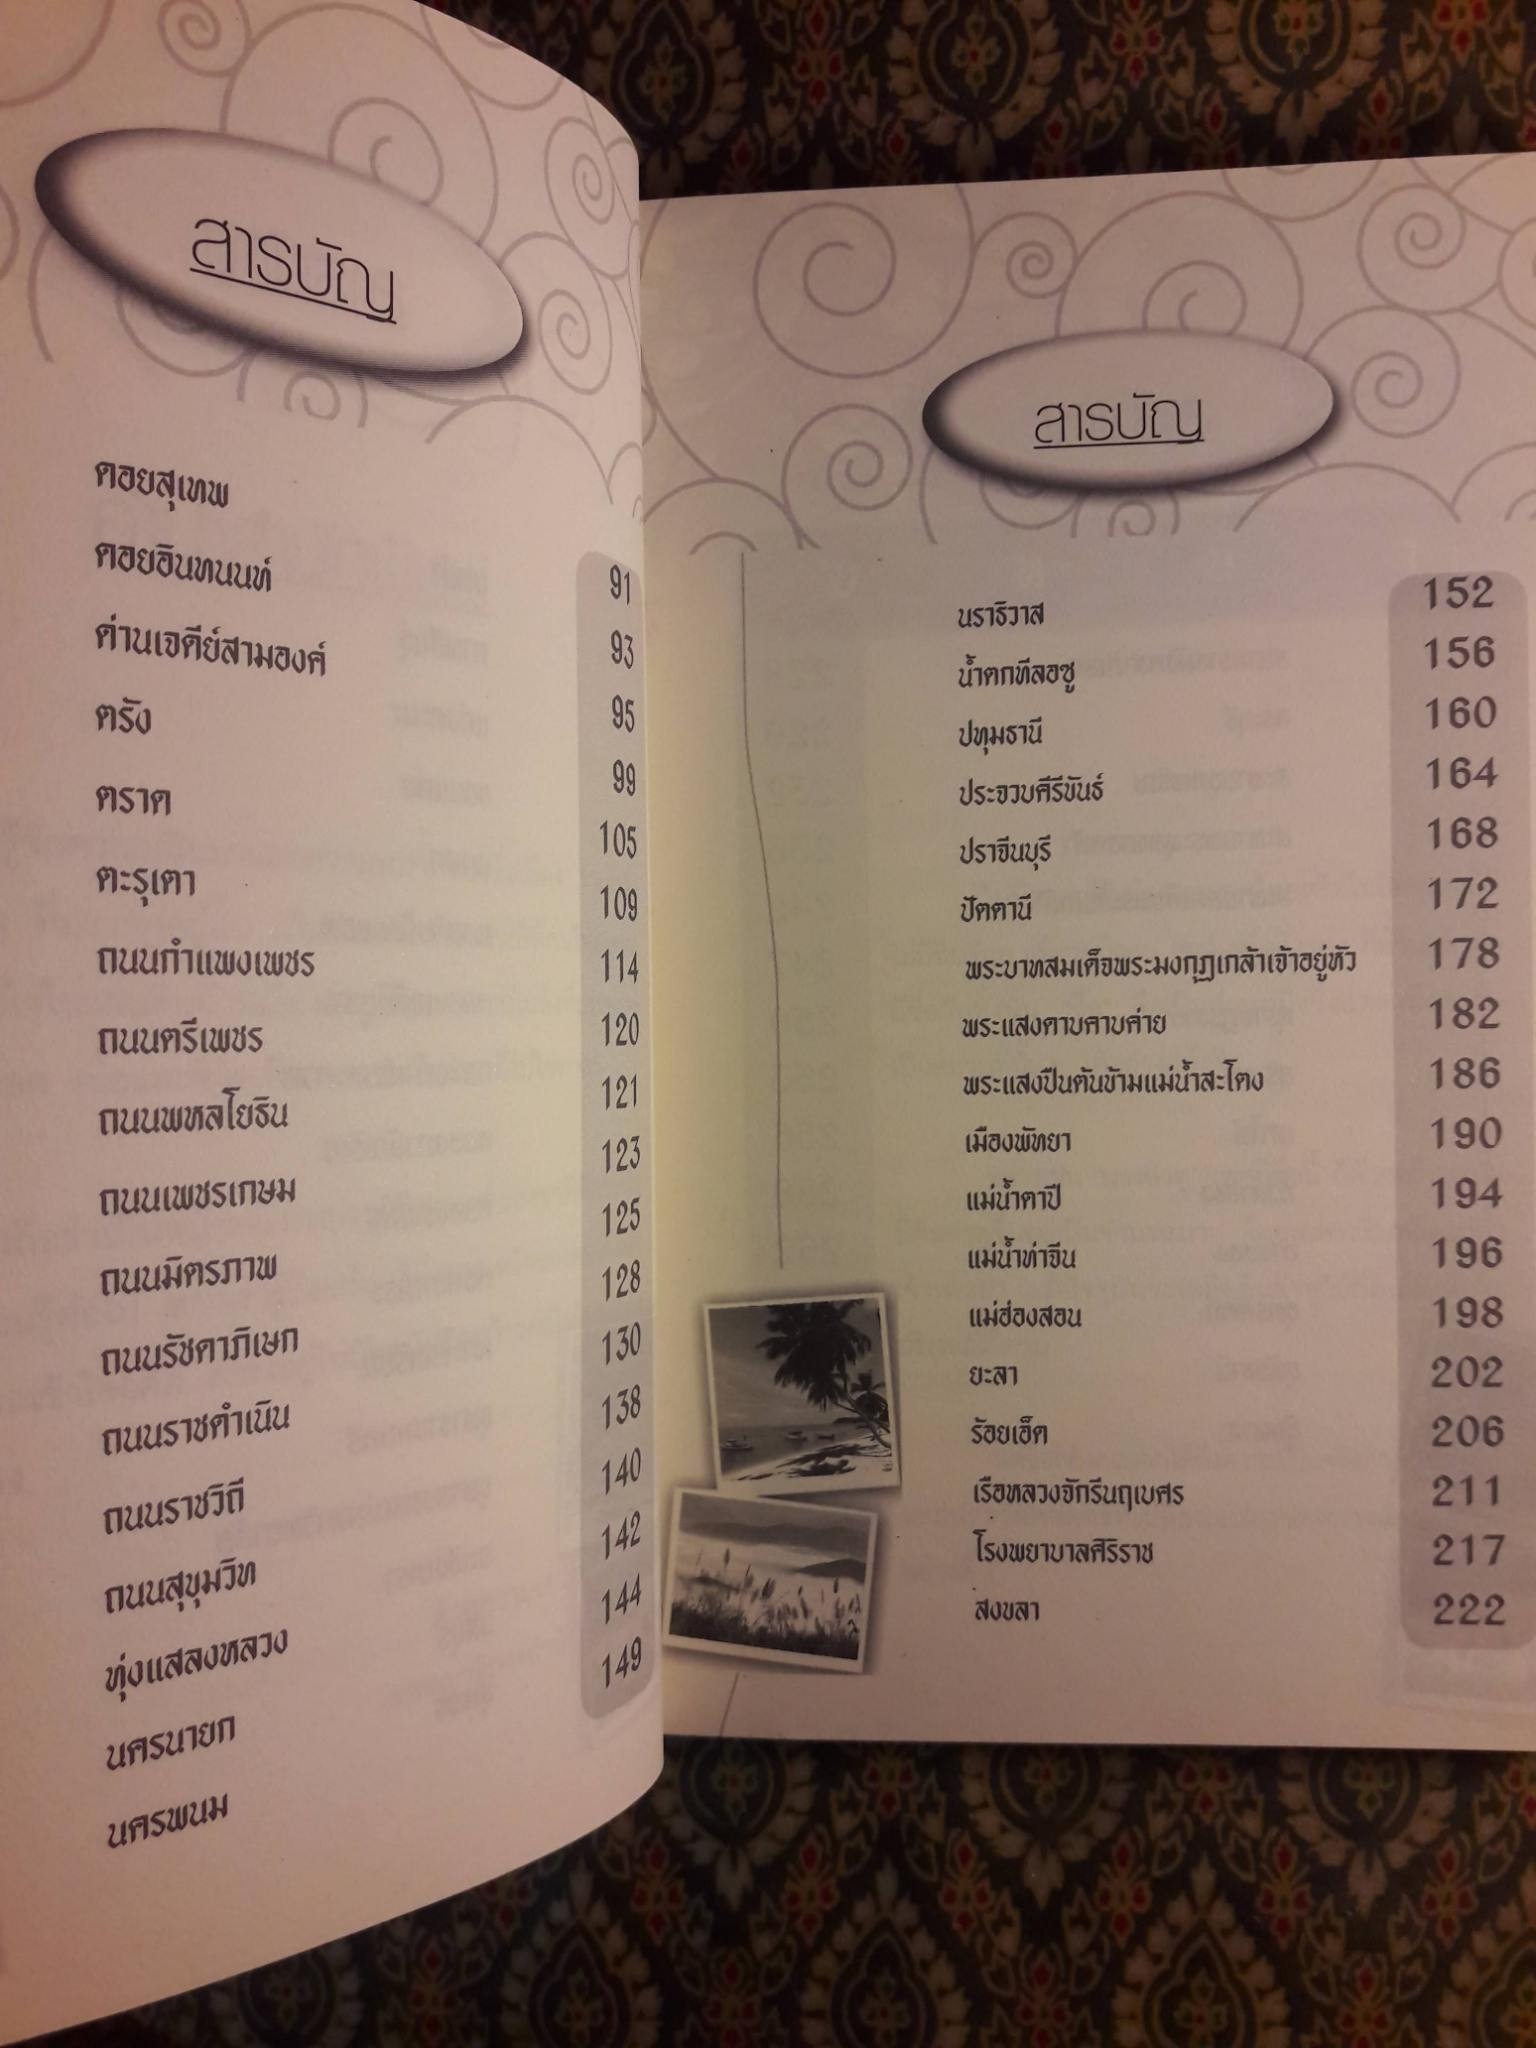 สารบัญ
ดอยสุเทพ 91
ดอยอินทนนท์ 93
ด่านเจดีย์สามองค์ 95
ตรัง 99
ตราด 105
ตะรุเตา 109
ถนนกำแพงเพชร 114
ถนนตรีเพชร 120
ถนนพหลโยธิน 121
ถนนเพชรเกษม 123
ถนนมิตรภาพ 125
ถนนรัชดาภิเษก 128
ถนนราชดำเนิน 130
ถนนราชวิถี 138
ถนนสุขุมวิท 140
ทุ่งแสลงหลวง 142
นครนายก 144
นครพนม 149
สารบัญ
นราธิวาส 152
น้ำตกทีลอซู 156
ปทุมธานี 160
ประจวบคีรีขันธ์ 164
ปราจีนบุรี 168
ปัตตานี 172
พระบาทสมเด็จพระมงกุฏเกล้าเจ้าอยู่หัว 178
พระแสงดาบคาบค่าย 182
พระแสงปืนต้นข้ามแม่น้ำสะโตง 186
เมืองพัทยา 190
แม่น้ำตาปี 194
แม่น้ำท่าจีน 196
แม่ฮ่องสอน 198
ยะลา 202
ร้อยเอ็ด 206
เรือหลวงจักรีนฤเบศร 211
โรงพยาบาลศิริราช 217
สงขลา 222